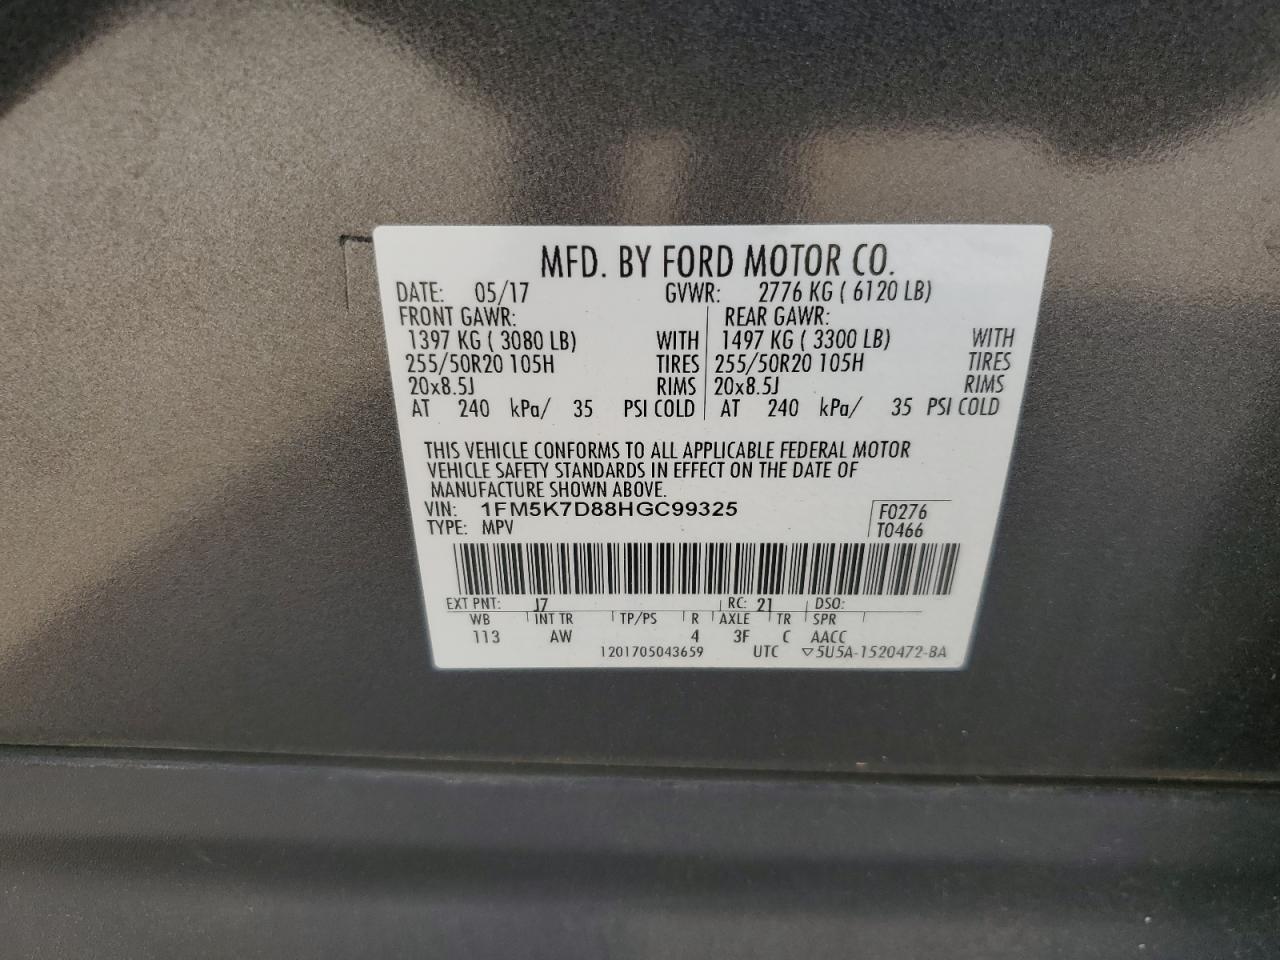 MFD. BY FORD MOTOR CO.
DATE: 05/17 GVWR: 2776 KG ( 6120 LB)
FRONT GAWR: REAR GAWR:
1397 KG ( 3080 LB) WITH 1497 KG ( 3300 LB) WITH
255/50R20 105H TIRES 255/50R20 105H TIRES
20x8.5J RIMS 20x8.5J RIMS
AT 240 kPa/ 35 PSI COLD AT 240 kPa/ 35 PSI COLD
THIS VEHICLE CONFORMS TO ALL APPLICABLE FEDERAL MOTOR
VEHICLE SAFETY STANDARDS IN EFFECT ON THE DATE OF
MANUFACTURE SHOWN ABOVE.
VIN: 1FM5K7D88HGC99325 F0276
TYPE: MPV T0466
EXT PNT: J7 RC: 21 DSO:
WB INT TR TP/PS R AXLE TR SPR
113 AW 4 3F C AACC
1201705043659 UTC ▽5U5A-1520472-BA